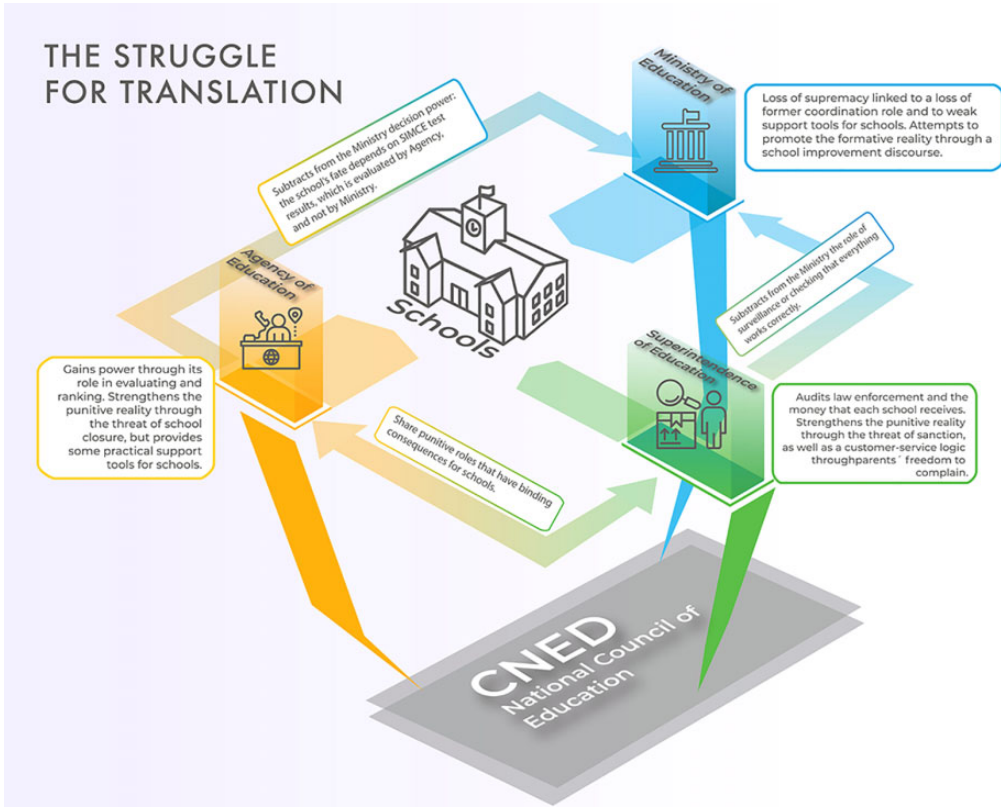 THE STRUGGLE
FOR TRANSLATION
Ministry of
Education
Loss of supremacy linked to a loss of
former coordination role and to weak
support tools for schools. Attempts to
promote the formative reality through a
school improvement discourse.
Subtracts from the Ministry decision power:
the school's fate depends on SIMCE test
results, which is evaluated by Agency,
and not by Ministry.
Agency of
Education
Schools
Substracts from the Ministry the role of
surveillance or checking that everything
works correctly.
Superintendence
of Education
Gains power through its
role in evaluating and
ranking. Strengthens the
punitive reality through
the threat of school
closure, but provides
some practical support
tools for schools.
Share punitive roles that have binding
consequences for schools.
Audits law enforcement and the
money that each school receives.
Strengthens the punitive reality
through the threat of sanction,
as well as a customer-service logic
throughparents´ freedom to
complain.
CNED
National Council of
Education